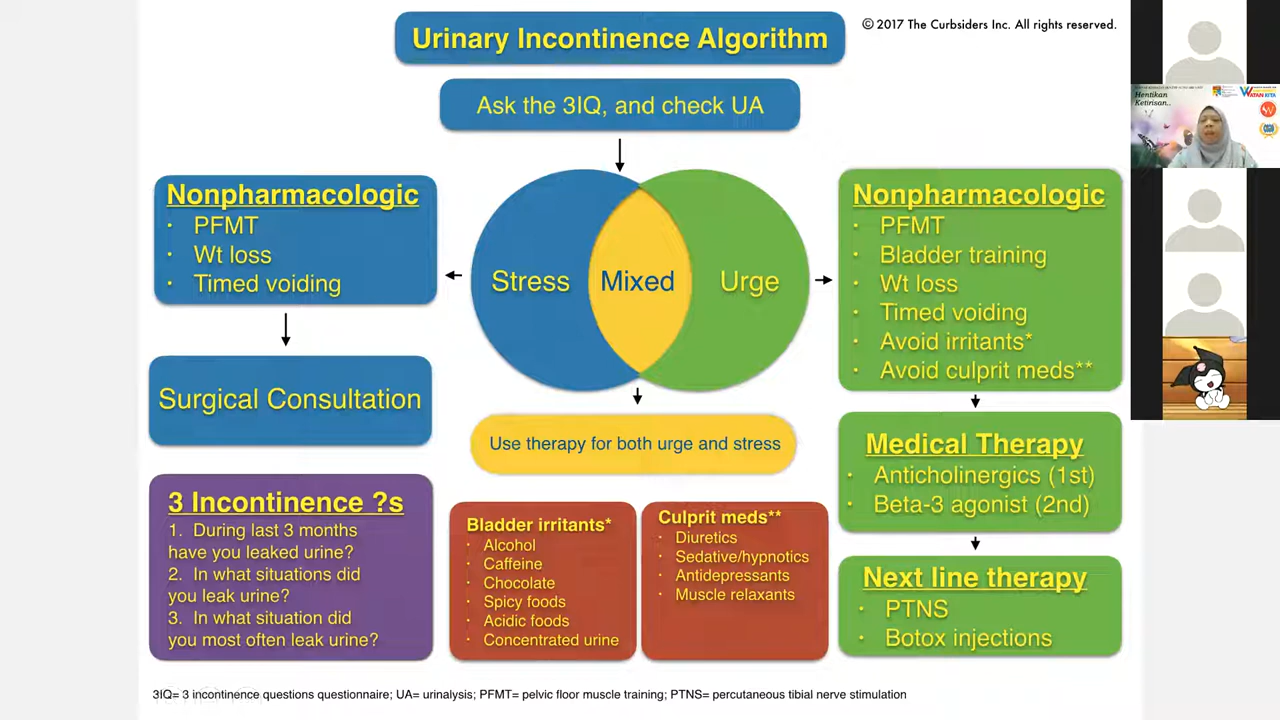 Urinary Incontinence Algorithm
© 2017 The Curbsiders Inc. All rights reserved.
Ask the 3IQ, and check UA
Nonpharmacologic
· PFMT
· Wt loss
· Timed voiding
Stress
Mixed
Urge
Nonpharmacologic
· PFMT
· Bladder training
· Wt loss
· Timed voiding
· Avoid irritants*
· Avoid culprit meds**
Surgical Consultation
Use therapy for both urge and stress
Medical Therapy
· Anticholinergics (1st)
· Beta-3 agonist (2nd)
3 Incontinence ?s
1. During last 3 months
have you leaked urine?
2. In what situations did
you leak urine?
3. In what situation did
you most often leak urine?
Bladder irritants*
· Alcohol
· Caffeine
· Chocolate
· Spicy foods
· Acidic foods
· Concentrated urine
Culprit meds**
· Diuretics
· Sedative/hypnotics
· Antidepressants
· Muscle relaxants
Next line therapy
· PTNS
· Botox injections
3IQ= 3 incontinence questions questionnaire; UA= urinalysis; PFMT= pelvic floor muscle training; PTNS= percutaneous tibial nerve stimulation
Hentikan
Ketirisan..
WATAN KITA